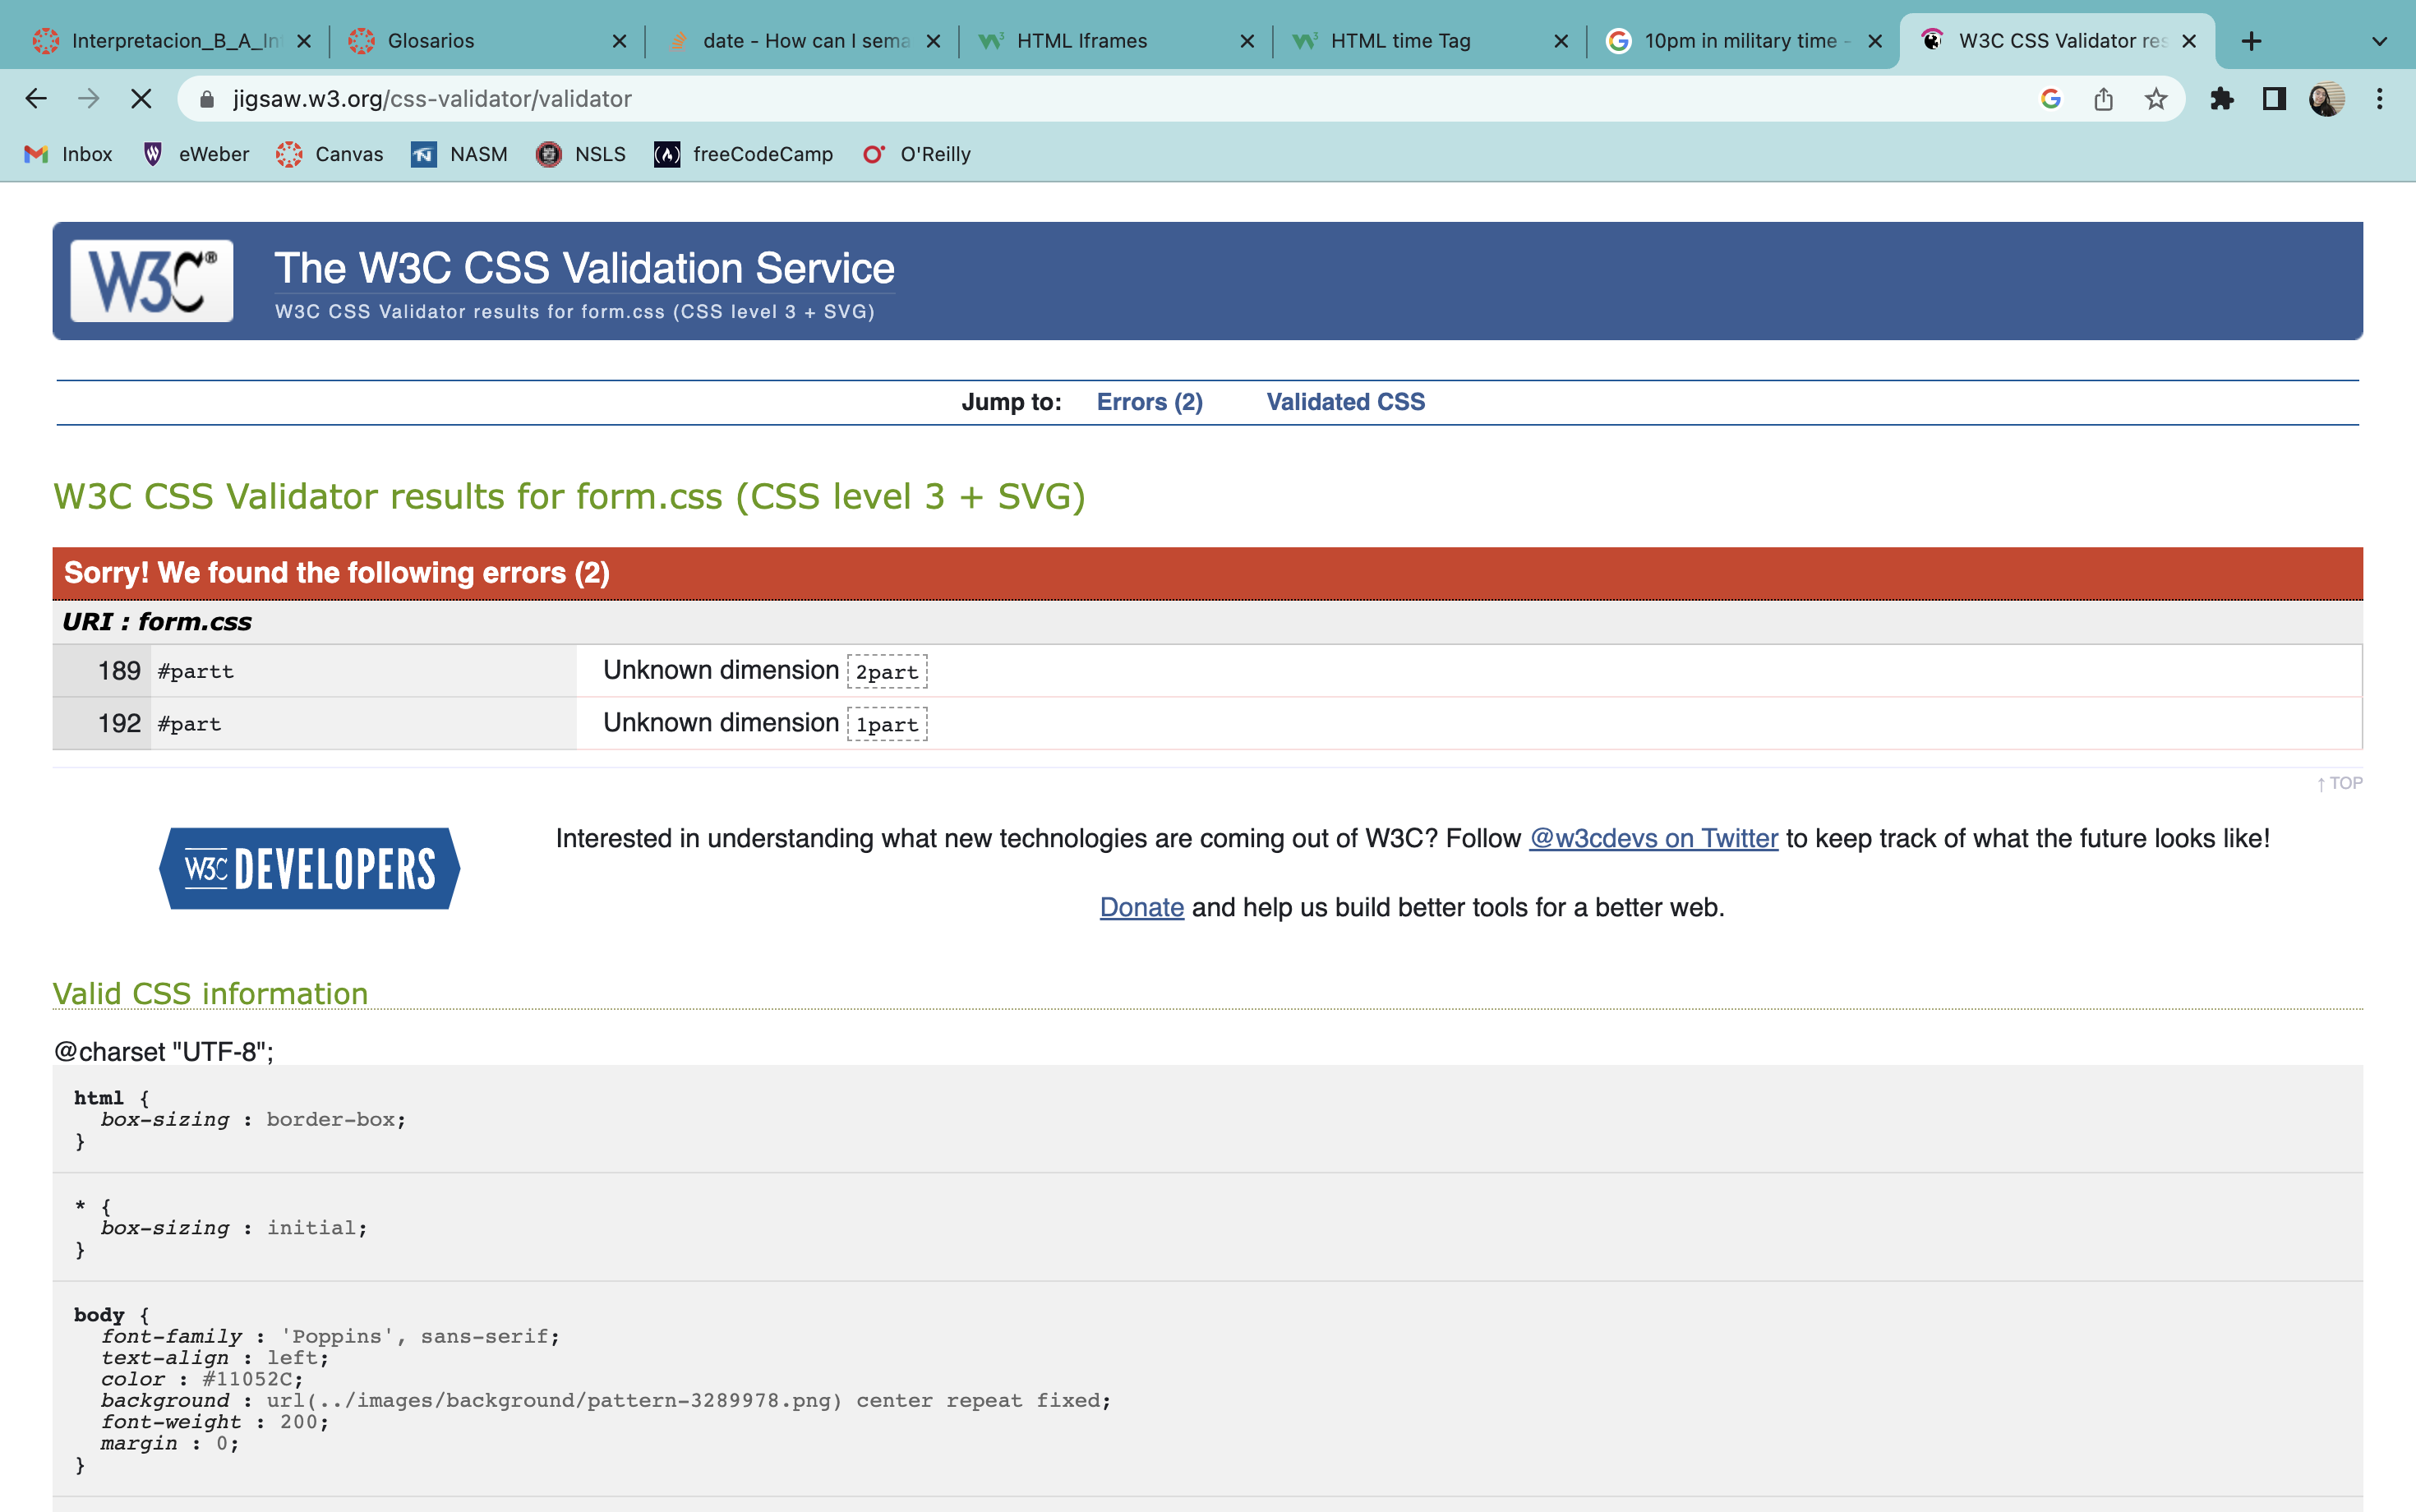 Interpretacion_B_A_In
Glosarios
date - How can I sema
HTML Iframes
HTML time Tag
10pm in military time -
W3C CSS Validator res
jigsaw.w3.org/css-validator/validator
Inbox
eWeber
Canvas
NASM
NSLS
freeCodeCamp
O'Reilly
W3C®
The W3C CSS Validation Service
W3C CSS Validator results for form.css (CSS level 3 + SVG)
Jump to: Errors (2) Validated CSS
W3C CSS Validator results for form.css (CSS level 3 + SVG)
Sorry! We found the following errors (2)
URI : form.css
189 #partt Unknown dimension 2part
192 #part Unknown dimension 1part
↑ TOP
W3C DEVELOPERS
Interested in understanding what new technologies are coming out of W3C? Follow @w3cdevs on Twitter to keep track of what the future looks like!
Donate and help us build better tools for a better web.
Valid CSS information
@charset "UTF-8";
html {
box-sizing : border-box;
}
* {
box-sizing : initial;
}
body {
font-family : 'Poppins', sans-serif;
text-align : left;
color : #11052C;
background : url(../images/background/pattern-3289978.png) center repeat fixed;
font-weight : 200;
margin : 0;
}